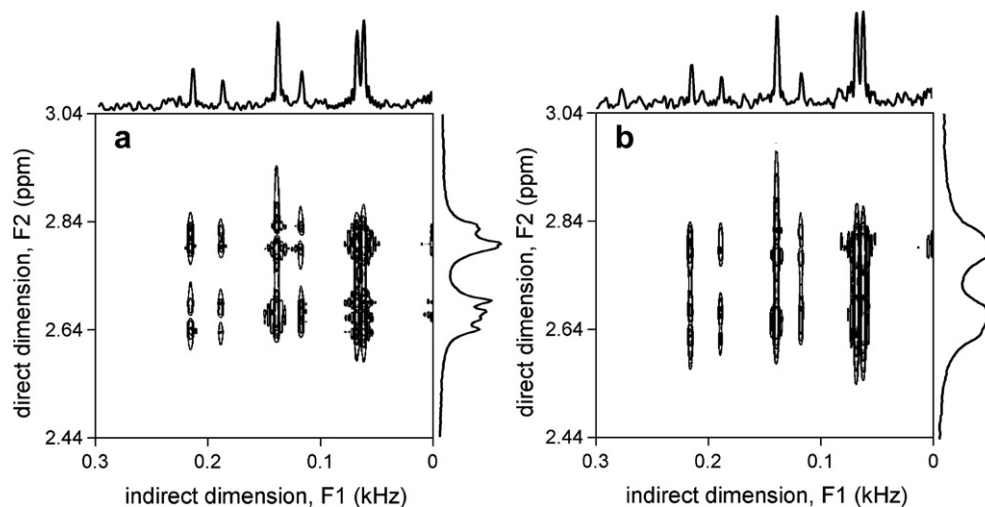 a
3.04
2.84
2.64
2.44
direct dimension, F2 (ppm)
0.3
0.2
0.1
0
indirect dimension, F1 (kHz)
b
3.04
2.84
2.64
2.44
direct dimension, F2 (ppm)
0.3
0.2
0.1
0
indirect dimension, F1 (kHz)